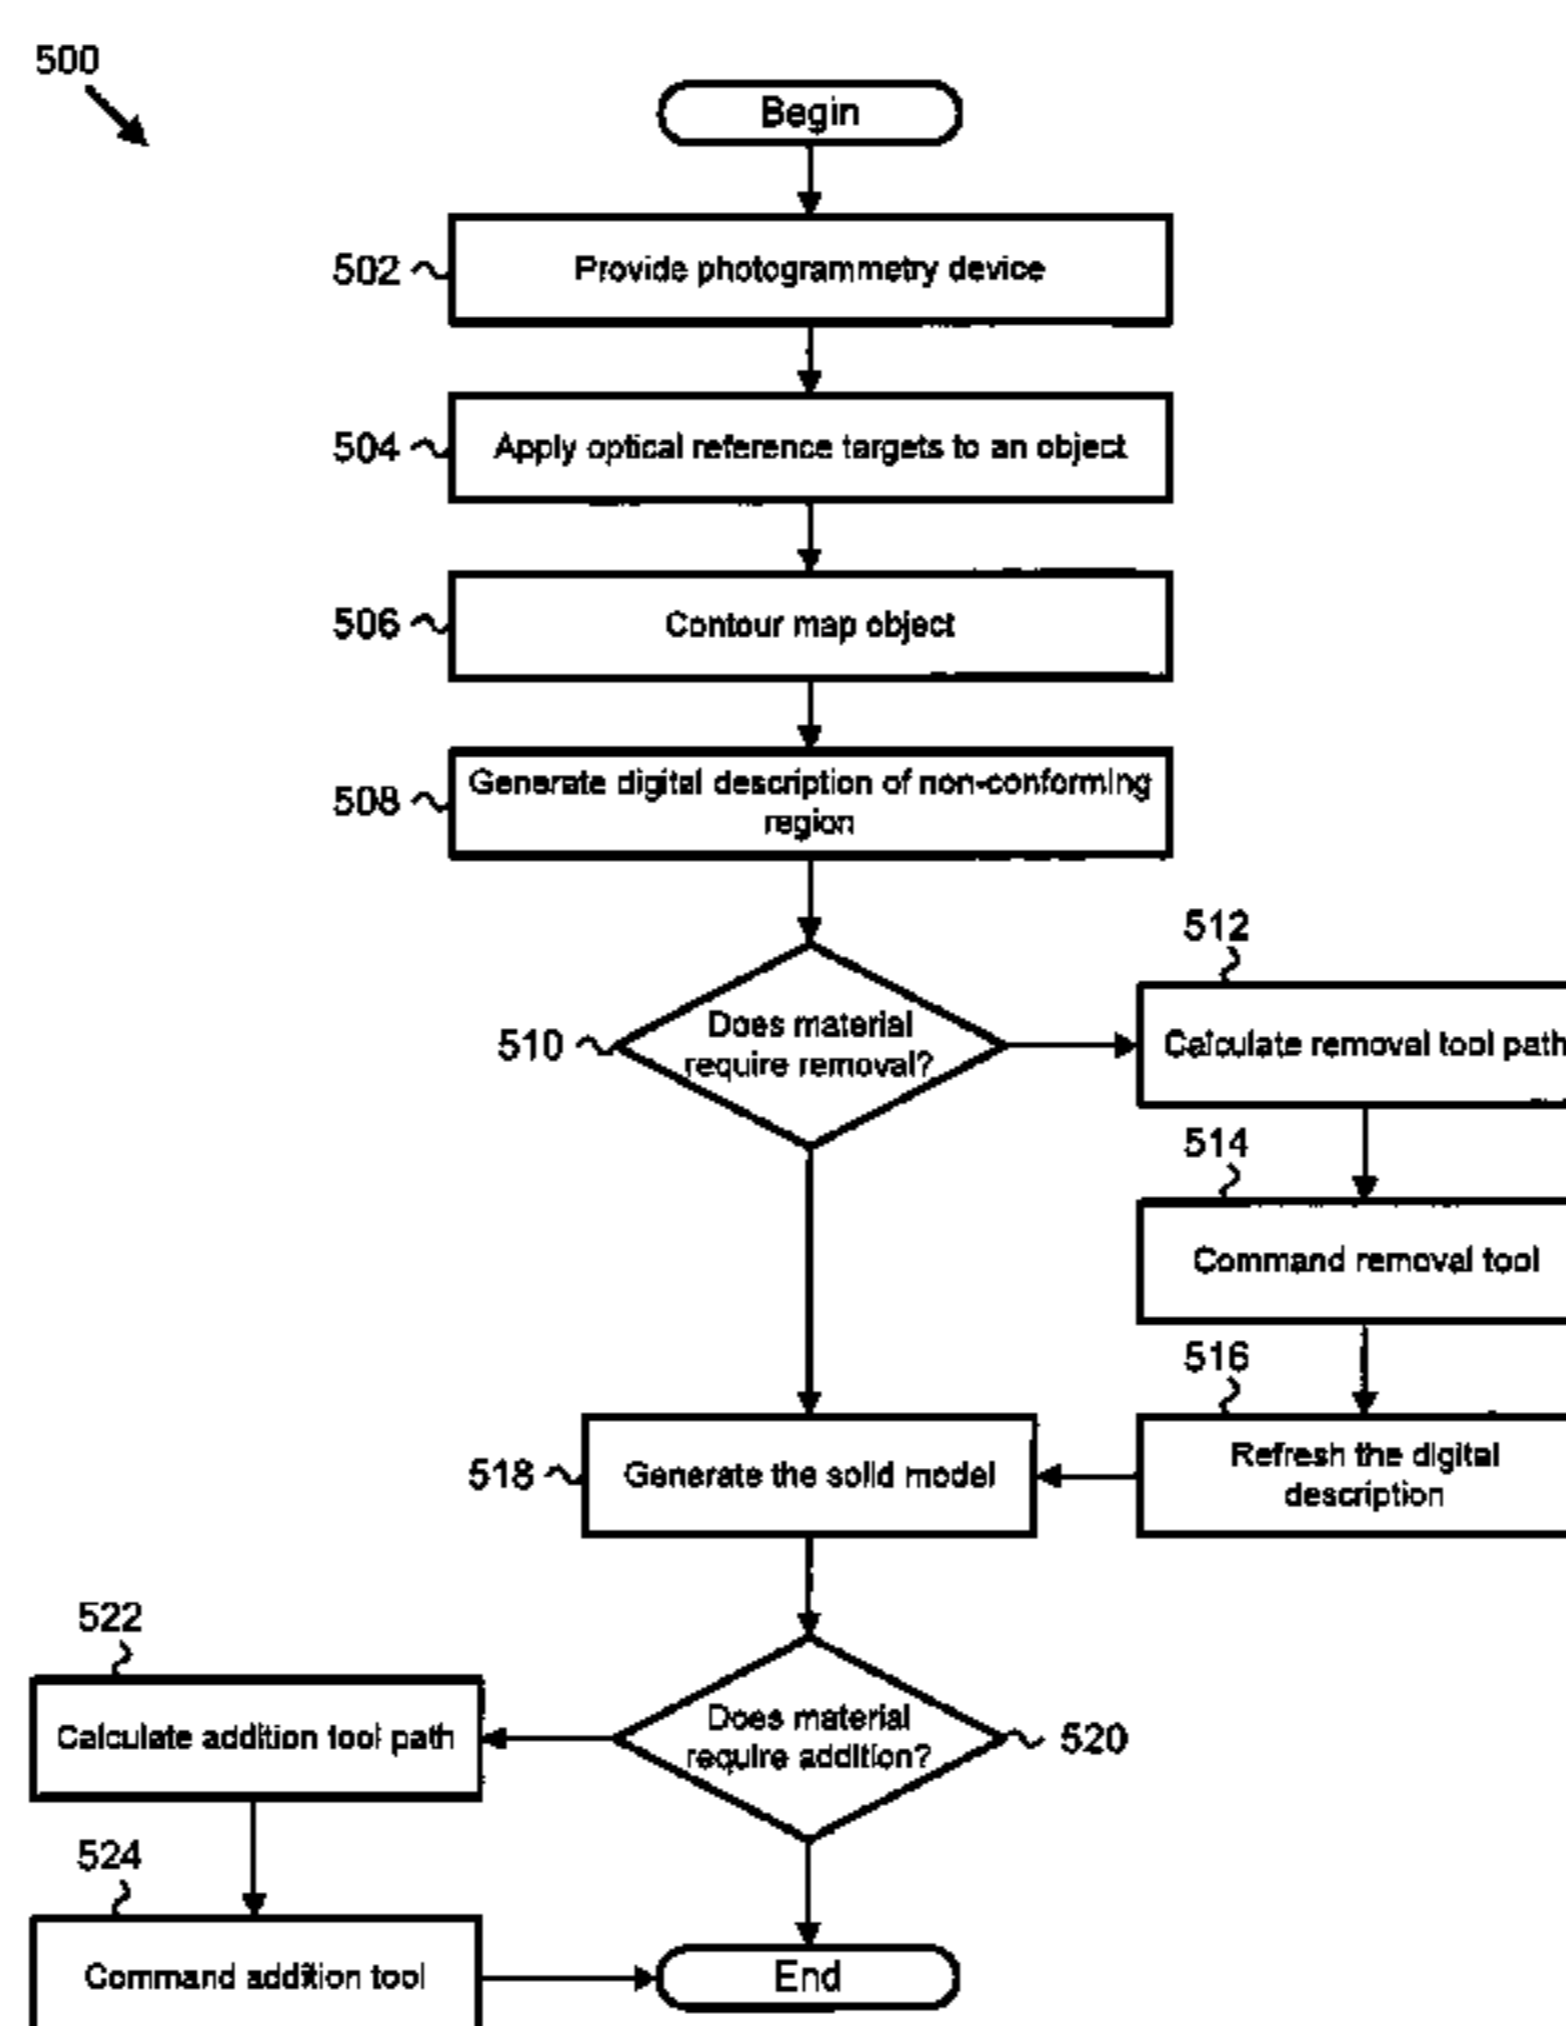 500
Begin
502
Provide photogrammetry device
504
Apply optical reference targets to an object
506
Contour map object
508
Generate digital description of non-conforming
region
510
Does material
require removal?
512
Calculate removal tool path
514
Command removal tool
516
Refresh the digital
description
518
Generate the solid model
520
Does material
require addition?
522
Calculate addition tool path
524
Command addition tool
End